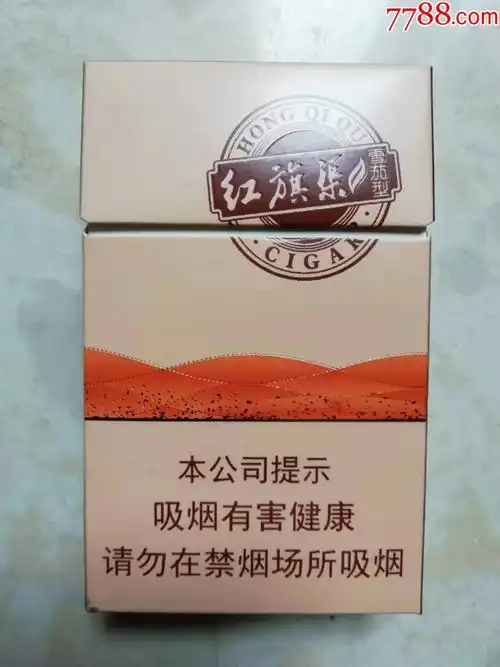 7788.com
HONG QI QU
红旗渠
雪茄型
CIGAR
本公司提示
吸烟有害健康
请勿在禁烟场所吸烟